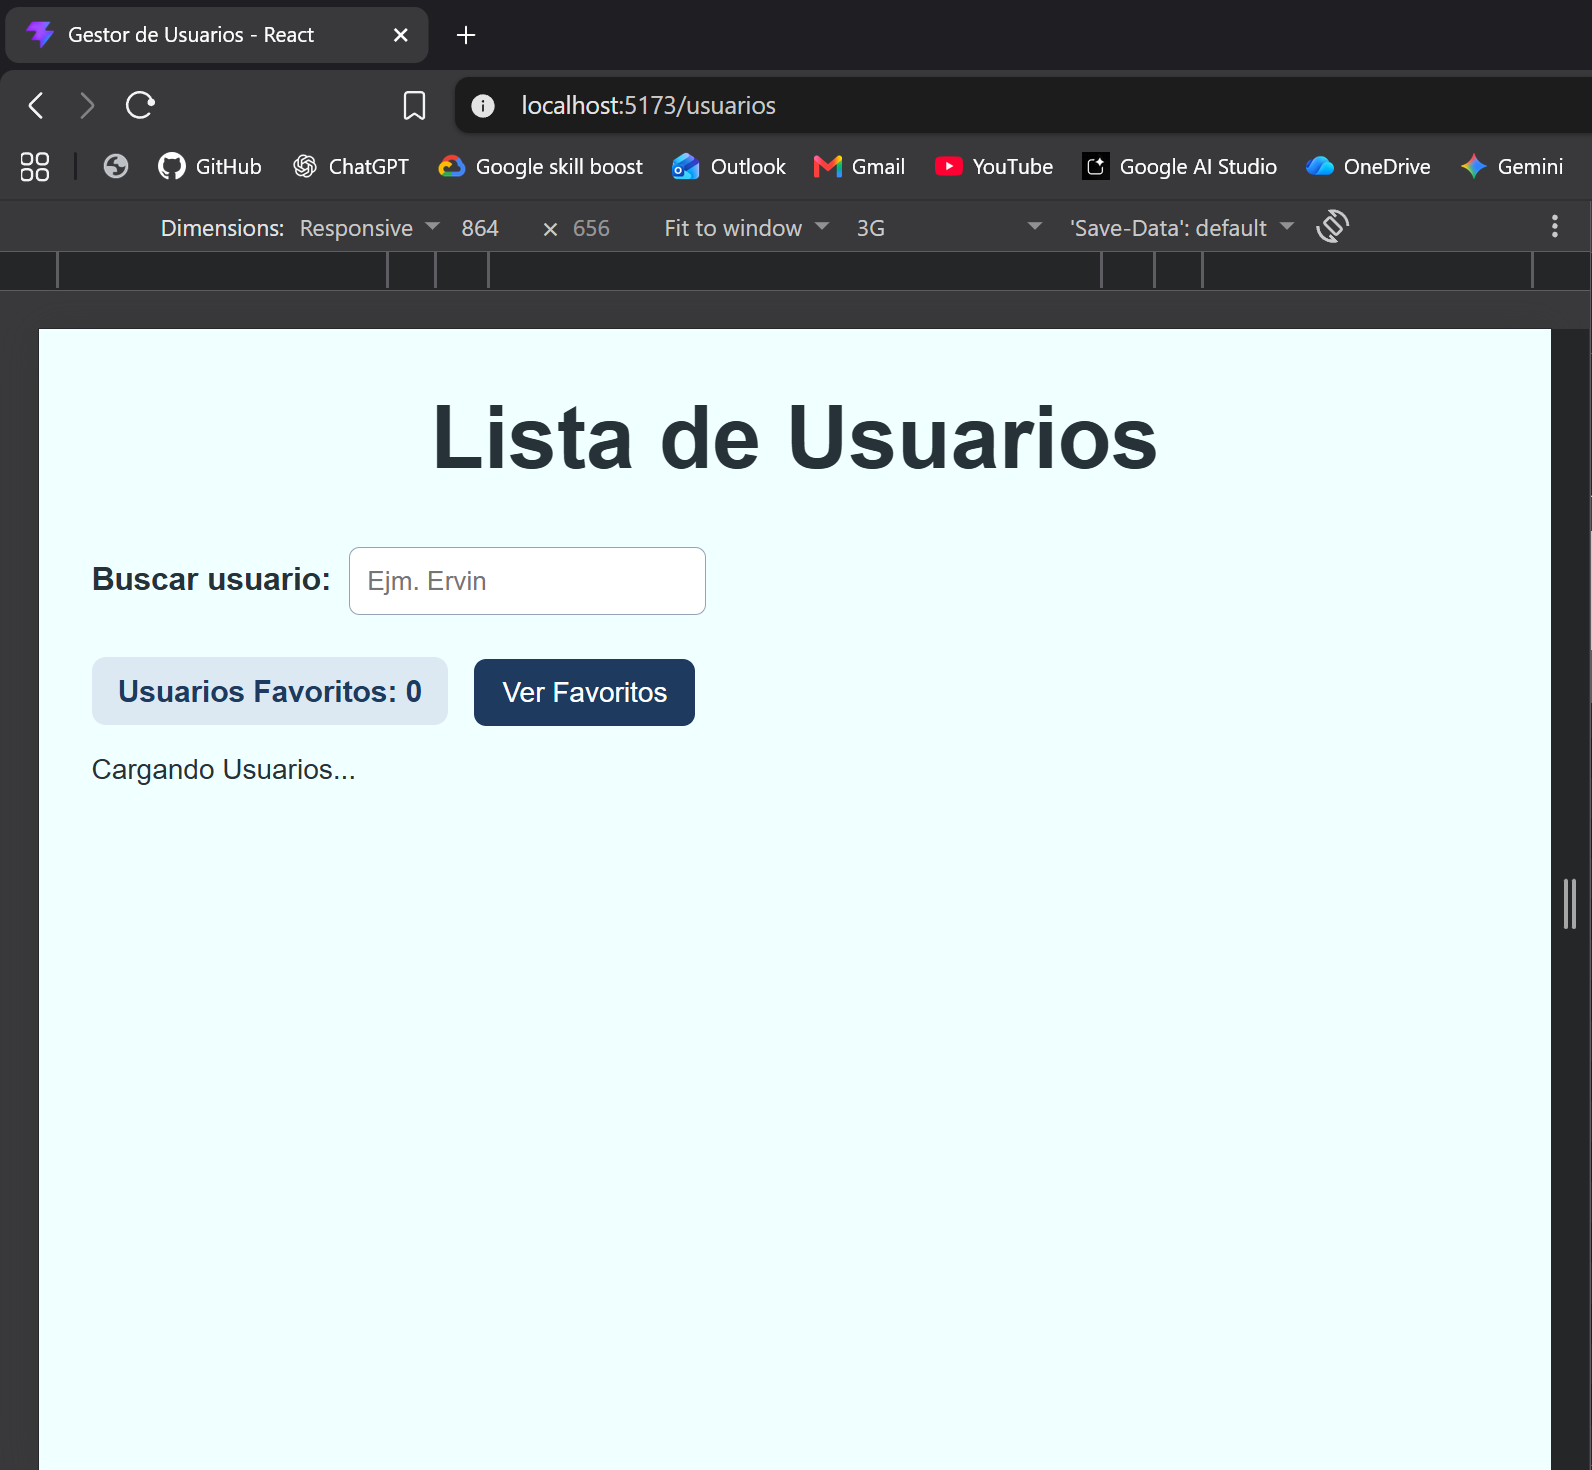 Gestor de Usuarios - React
localhost:5173/usuarios
GitHub ChatGPT Google skill boost Outlook Gmail YouTube Google AI Studio OneDrive Gemini
Dimensions: Responsive 864 × 656 Fit to window 3G 'Save-Data': default
Lista de Usuarios
Buscar usuario: Ejm. Ervin
Usuarios Favoritos: 0 Ver Favoritos
Cargando Usuarios...